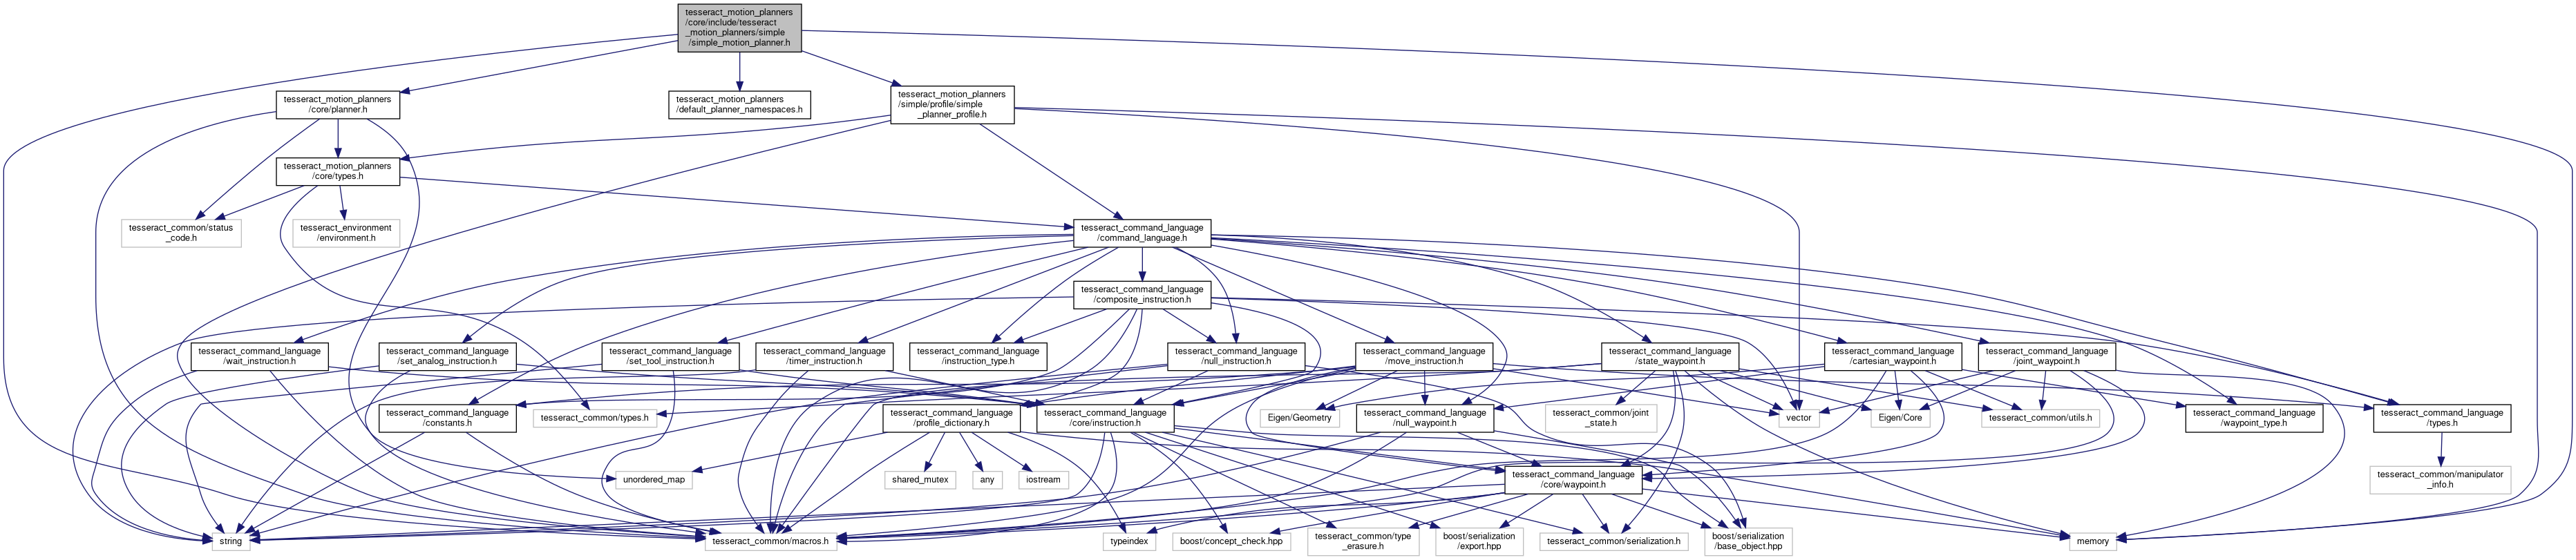 tesseract_motion_planners
/core/include/tesseract
_motion_planners/simple
/simple_motion_planner.h
tesseract_motion_planners
/core/planner.h
tesseract_motion_planners
/default_planner_namespaces.h
tesseract_motion_planners
/simple/profile/simple
_planner_profile.h
tesseract_motion_planners
/core/types.h
tesseract_common/status
_code.h
tesseract_environment
/environment.h
tesseract_command_language
/command_language.h
tesseract_command_language
/composite_instruction.h
tesseract_command_language
/wait_instruction.h
tesseract_command_language
/set_analog_instruction.h
tesseract_command_language
/set_tool_instruction.h
tesseract_command_language
/timer_instruction.h
tesseract_command_language
/instruction_type.h
tesseract_command_language
/null_instruction.h
tesseract_command_language
/move_instruction.h
tesseract_command_language
/state_waypoint.h
tesseract_command_language
/cartesian_waypoint.h
tesseract_command_language
/joint_waypoint.h
tesseract_command_language
/constants.h
tesseract_common/types.h
tesseract_command_language
/profile_dictionary.h
tesseract_command_language
/core/instruction.h
Eigen/Geometry
tesseract_command_language
/null_waypoint.h
tesseract_common/joint
_state.h
vector
Eigen/Core
tesseract_common/utils.h
tesseract_command_language
/waypoint_type.h
tesseract_command_language
/types.h
unordered_map
shared_mutex
any
iostream
tesseract_command_language
/core/waypoint.h
tesseract_common/manipulator
_info.h
string
tesseract_common/macros.h
typeindex
boost/concept_check.hpp
tesseract_common/type
_erasure.h
boost/serialization
/export.hpp
tesseract_common/serialization.h
boost/serialization
/base_object.hpp
memory